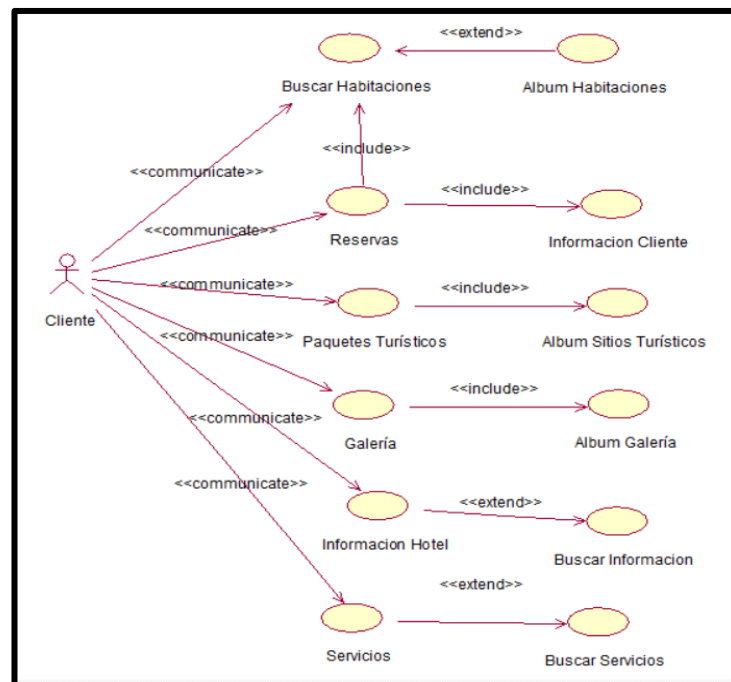 <<extend>>
Buscar Habitaciones
Album Habitaciones
<<include>>
<<communicate>>
<<include>>
<<communicate>>
Reservas
Informacion Cliente
<<communicate>>
<<include>>
Cliente
Paquetes Turísticos
Album Sitios Turísticos
<<communicate>>
<<include>>
<<communicate>>
Galería
Album Galería
<<communicate>>
<<extend>>
Informacion Hotel
Buscar Informacion
<<extend>>
Servicios
Buscar Servicios